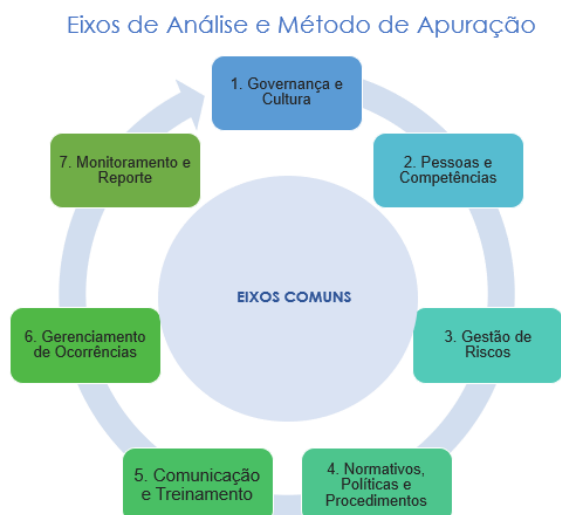 Eixos de Análise e Método de Apuração
1. Governança e
Cultura
2. Pessoas e
Competências
3. Gestão de
Riscos
4. Normativos,
Políticas e
Procedimentos
5. Comunicação
e Treinamento
6. Gerenciamento
de Ocorrências
7. Monitoramento e
Reporte
EIXOS COMUNS